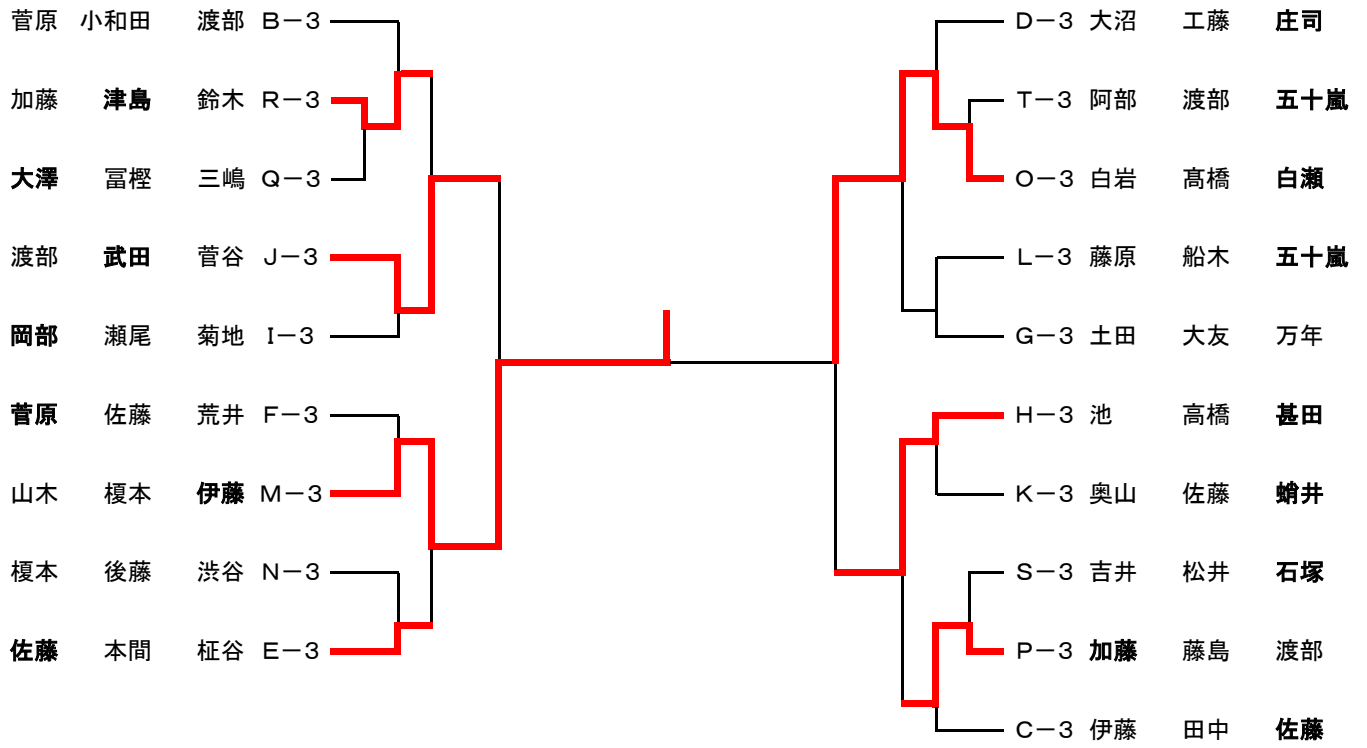 菅原 小和田 渡部 B－3
加藤 津島 鈴木 R－3
大澤 冨樫 三嶋 Q－3
渡部 武田 菅谷 J－3
岡部 瀬尾 菊地 I－3
菅原 佐藤 荒井 F－3
山木 榎本 伊藤 M－3
榎本 後藤 渋谷 N－3
佐藤 本間 柾谷 E－3
D－3 大沼 工藤 庄司
T－3 阿部 渡部 五十嵐
O－3 白岩 髙橋 白瀬
L－3 藤原 船木 五十嵐
G－3 土田 大友 万年
H－3 池 高橋 甚田
K－3 奥山 佐藤 蛸井
S－3 吉井 松井 石塚
P－3 加藤 藤島 渡部
C－3 伊藤 田中 佐藤